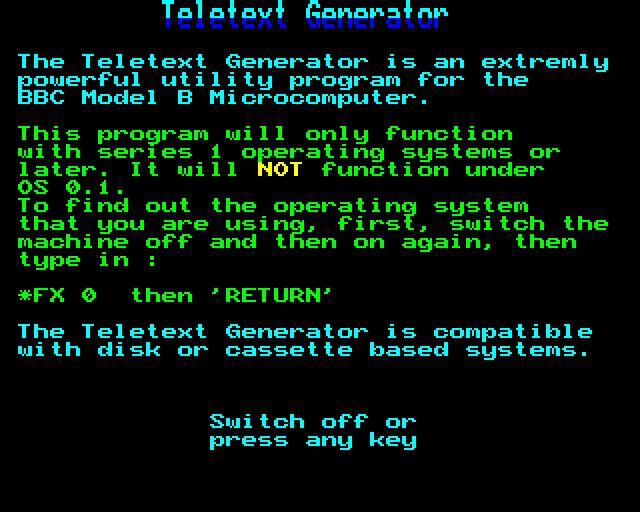 Teletext Generator
The Teletext Generator is an extremly
powerful utility program for the
BBC Model B Microcomputer.
This program will only function
with series 1 operating systems or
later. It will NOT function under
OS 0.1.
To find out the operating system
that you are using, first, switch the
machine off and then on again, then
type in :
*FX 0  then 'RETURN'
The Teletext Generator is compatible
with disk or cassette based systems.
Switch off or
press any key